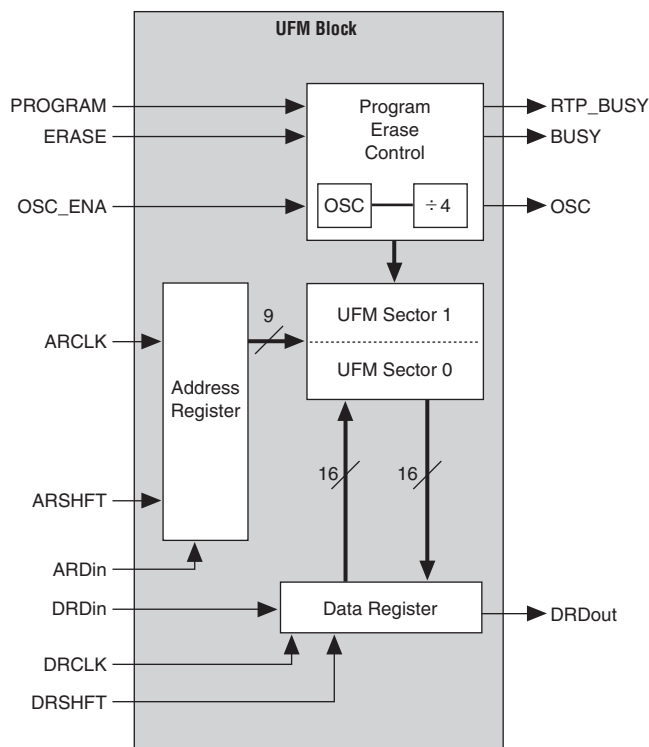 UFM Block
PROGRAM
ERASE
OSC_ENA
Program
Erase
Control
OSC
÷4
RTP_BUSY
BUSY
OSC
ARCLK
ARSHFT
ARDin
Address
Register
9
UFM Sector 1
UFM Sector 0
16
16
DRDin
DRCLK
DRSHFT
Data Register
DRDout